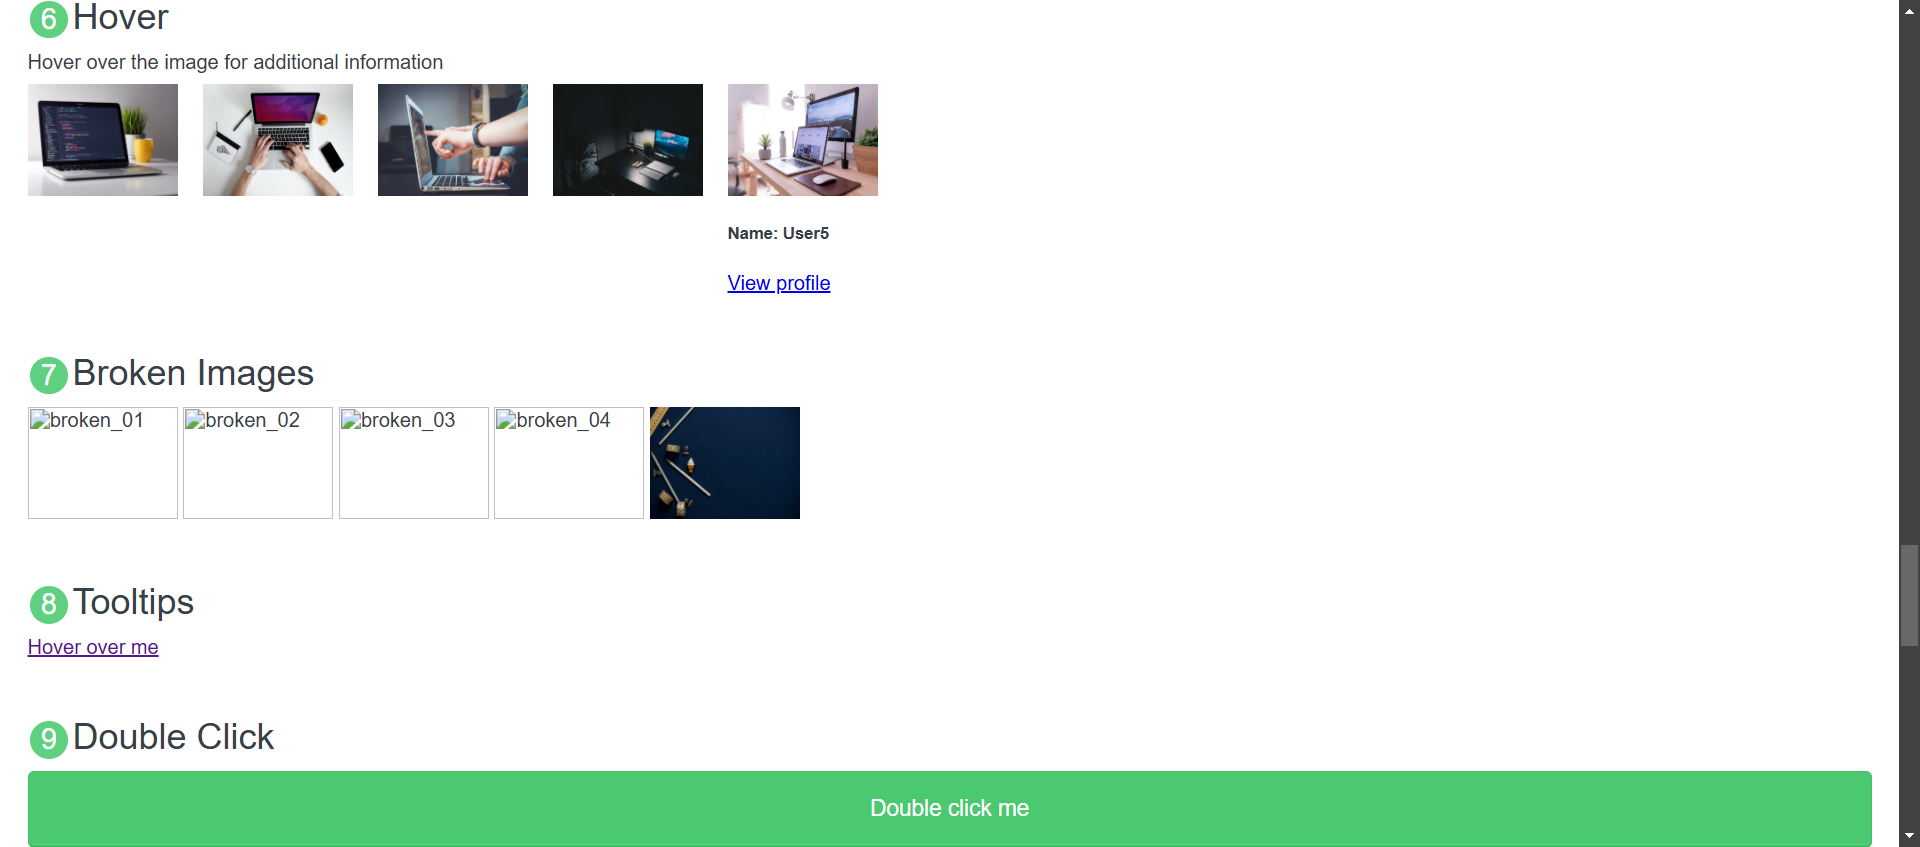 6 Hover
Hover over the image for additional information
Name: User5
View profile
7 Broken Images
broken_01 broken_02 broken_03 broken_04
8 Tooltips
Hover over me
9 Double Click
Double click me